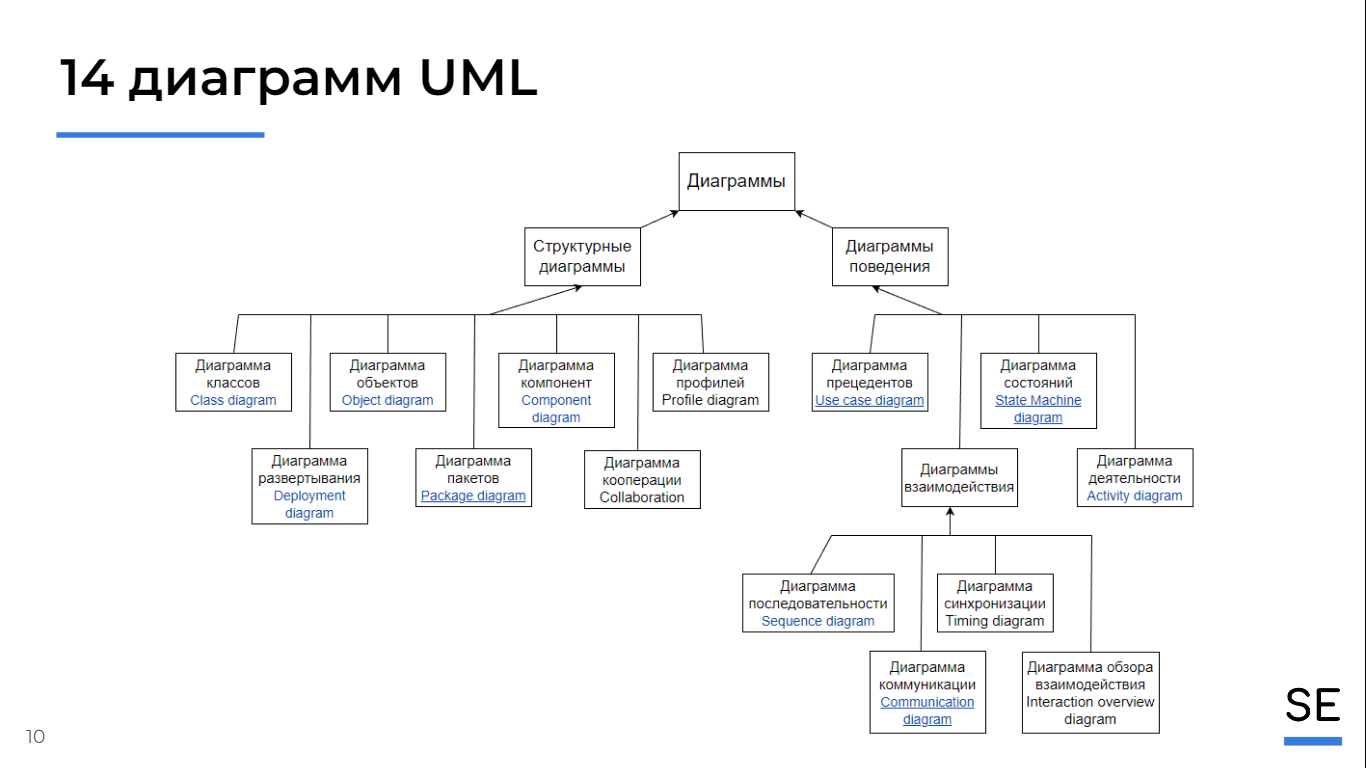 14 диаграмм UML
Диаграммы
Структурные
диаграммы
Диаграммы
поведения
Диаграмма
классов
Class diagram
Диаграмма
объектов
Object diagram
Диаграмма
компонент
Component
diagram
Диаграмма
профилей
Profile diagram
Диаграмма
прецедентов
Use case diagram
Диаграмма
состояний
State Machine
diagram
Диаграмма
развертывания
Deployment
diagram
Диаграмма
пакетов
Package diagram
Диаграмма
кооперации
Collaboration
Диаграммы
взаимодействия
Диаграмма
деятельности
Activity diagram
Диаграмма
последовательности
Sequence diagram
Диаграмма
синхронизации
Timing diagram
Диаграмма
коммуникации
Communication
diagram
Диаграмма обзора
взаимодействия
Interaction overview
diagram
SE
10